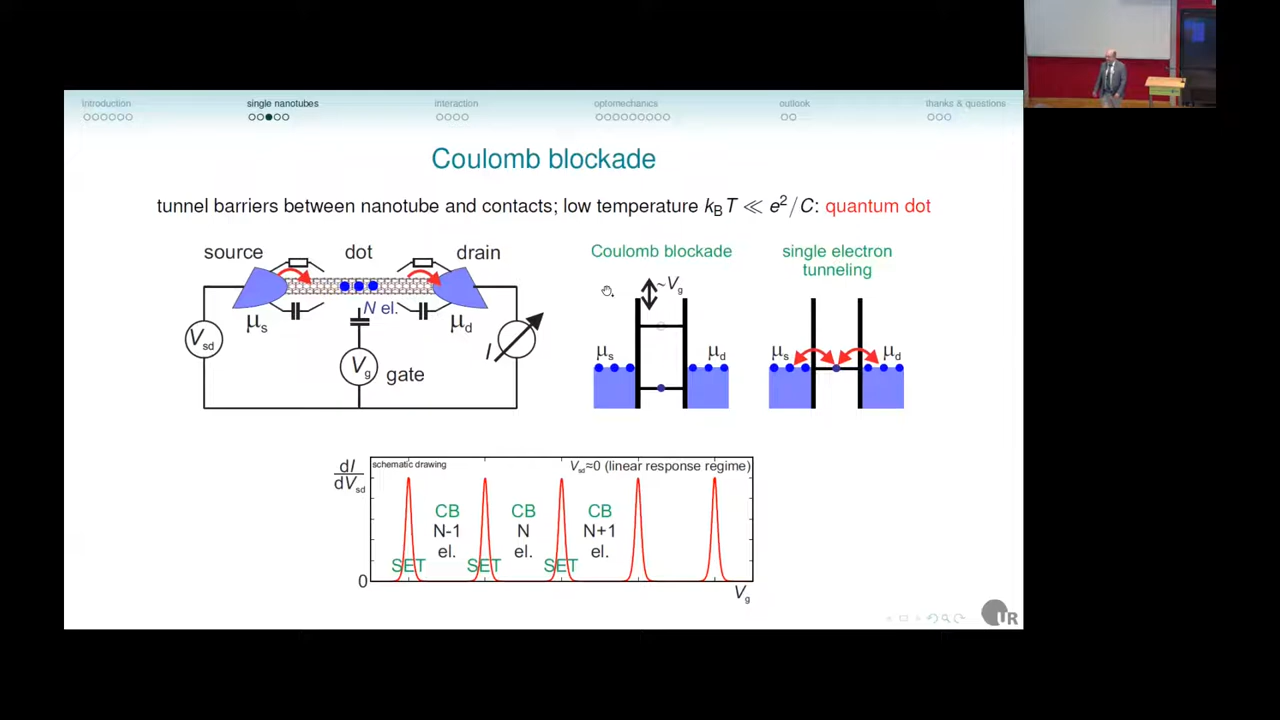 introduction
single nanotubes
interaction
optomechanics
outlook
thanks & questions
Coulomb blockade
tunnel barriers between nanotube and contacts; low temperature k_B T ≪ e²/C: quantum dot
source
dot
drain
N el.
μs
μd
Vsd
Vg
gate
I
Coulomb blockade
~Vg
μs
μd
single electron
tunneling
μs
μd
dI
dVsd
schematic drawing
Vsd≈0 (linear response regime)
CB
N-1
el.
CB
N
el.
CB
N+1
el.
SET
SET
SET
0
Vg
UR